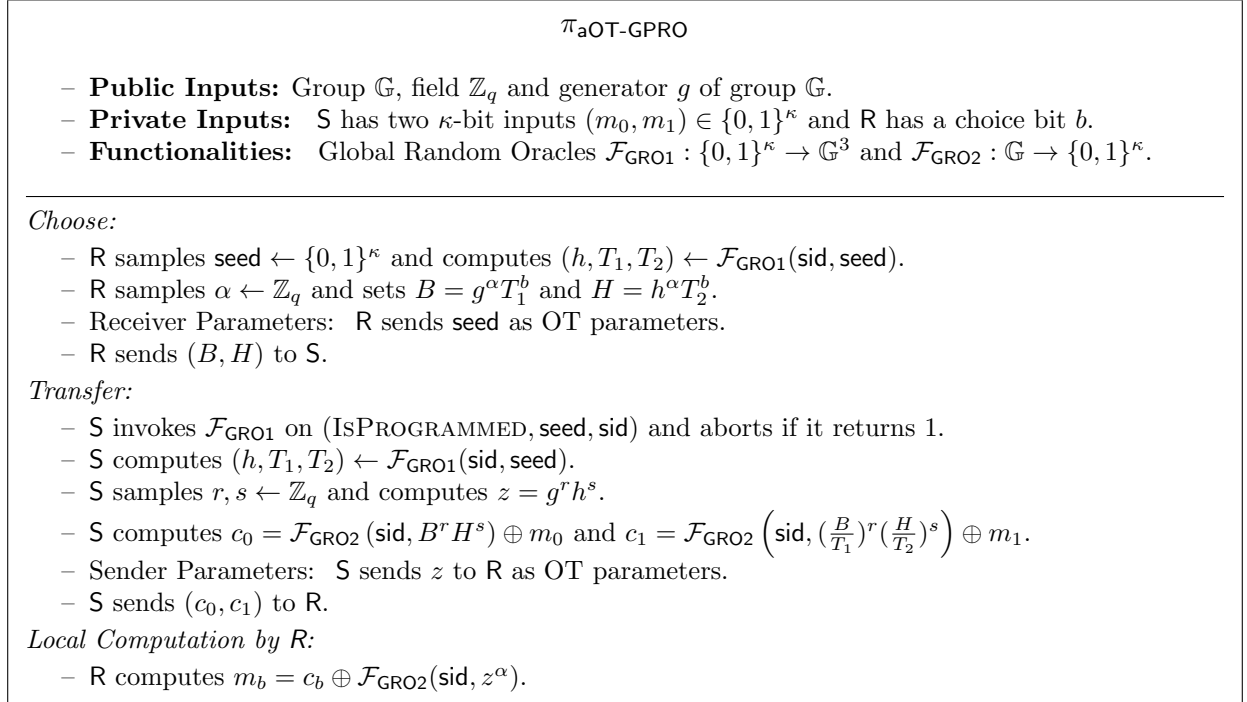 π_aOT-GPRO
– Public Inputs: Group 𝔾, field ℤ_q and generator g of group 𝔾.
– Private Inputs: S has two κ-bit inputs (m_0, m_1) ∈ {0, 1}^κ and R has a choice bit b.
– Functionalities: Global Random Oracles F_GRO1 : {0, 1}^κ → 𝔾^3 and F_GRO2 : 𝔾 → {0, 1}^κ.
Choose:
– R samples seed ← {0, 1}^κ and computes (h, T_1, T_2) ← F_GRO1(sid, seed).
– R samples α ← ℤ_q and sets B = g^α T_1^b and H = h^α T_2^b.
– Receiver Parameters: R sends seed as OT parameters.
– R sends (B, H) to S.
Transfer:
– S invokes F_GRO1 on (IsProgrammed, seed, sid) and aborts if it returns 1.
– S computes (h, T_1, T_2) ← F_GRO1(sid, seed).
– S samples r, s ← ℤ_q and computes z = g^r h^s.
– S computes c_0 = F_GRO2 (sid, B^r H^s) ⊕ m_0 and c_1 = F_GRO2 (sid, (B/T_1)^r (H/T_2)^s) ⊕ m_1.
– Sender Parameters: S sends z to R as OT parameters.
– S sends (c_0, c_1) to R.
Local Computation by R:
– R computes m_b = c_b ⊕ F_GRO2(sid, z^α).